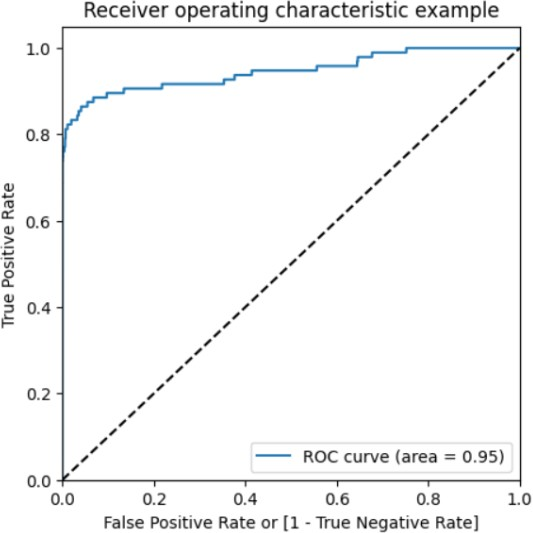 Receiver operating characteristic example
True Positive Rate
1.0
0.8
0.6
0.4
0.2
0.0
ROC curve (area = 0.95)
0.0 0.2 0.4 0.6 0.8 1.0
False Positive Rate or [1 - True Negative Rate]